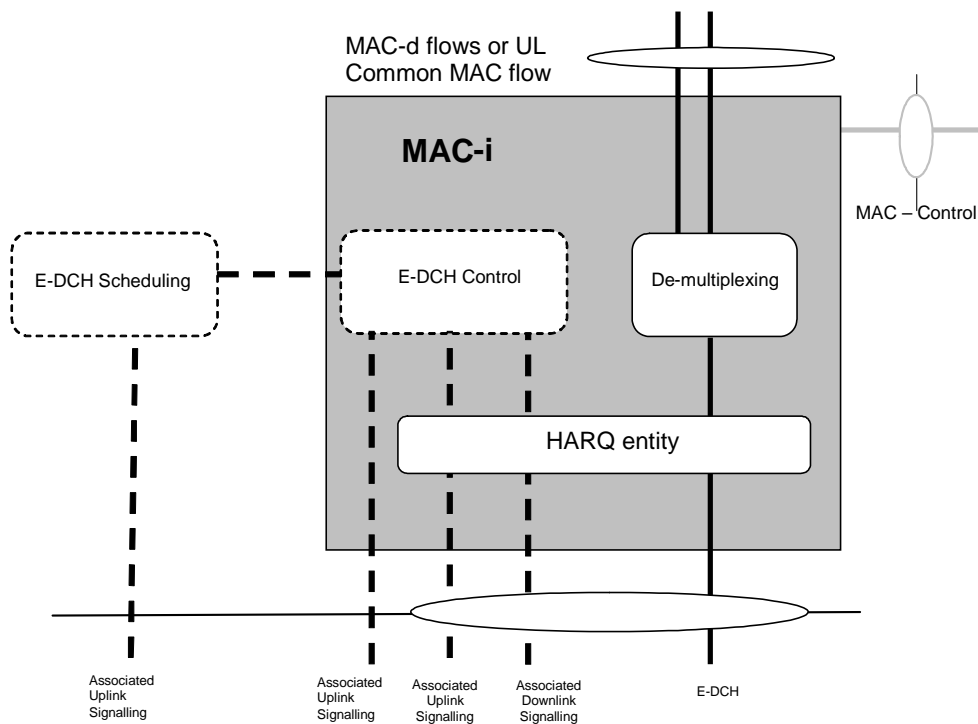 MAC-d flows or UL
Common MAC flow
MAC-i
MAC – Control
E-DCH Scheduling
E-DCH Control
De-multiplexing
HARQ entity
Associated
Uplink
Signalling
Associated
Uplink
Signalling
Associated
Uplink
Signalling
Associated
Downlink
Signalling
E-DCH